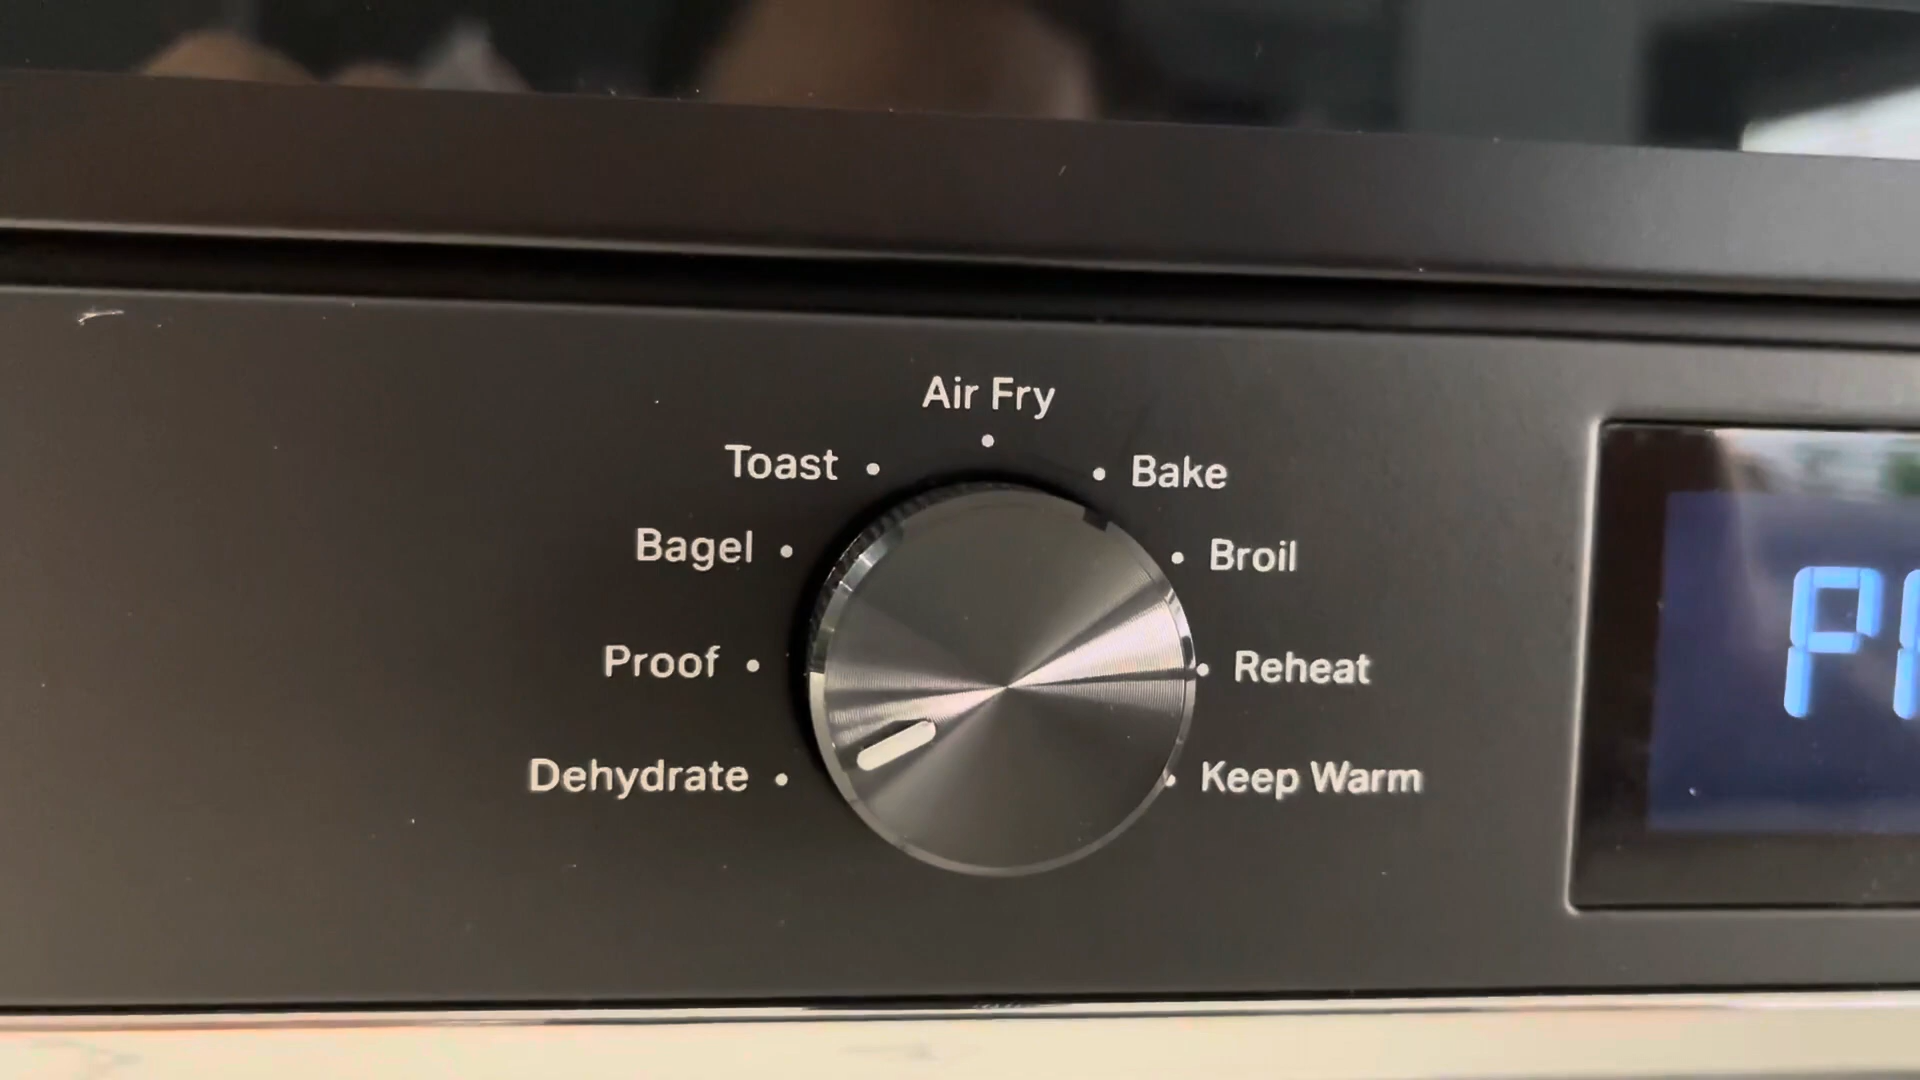 Air Fry
Toast
Bake
Bagel
Broil
Proof
Reheat
Dehydrate
Keep Warm